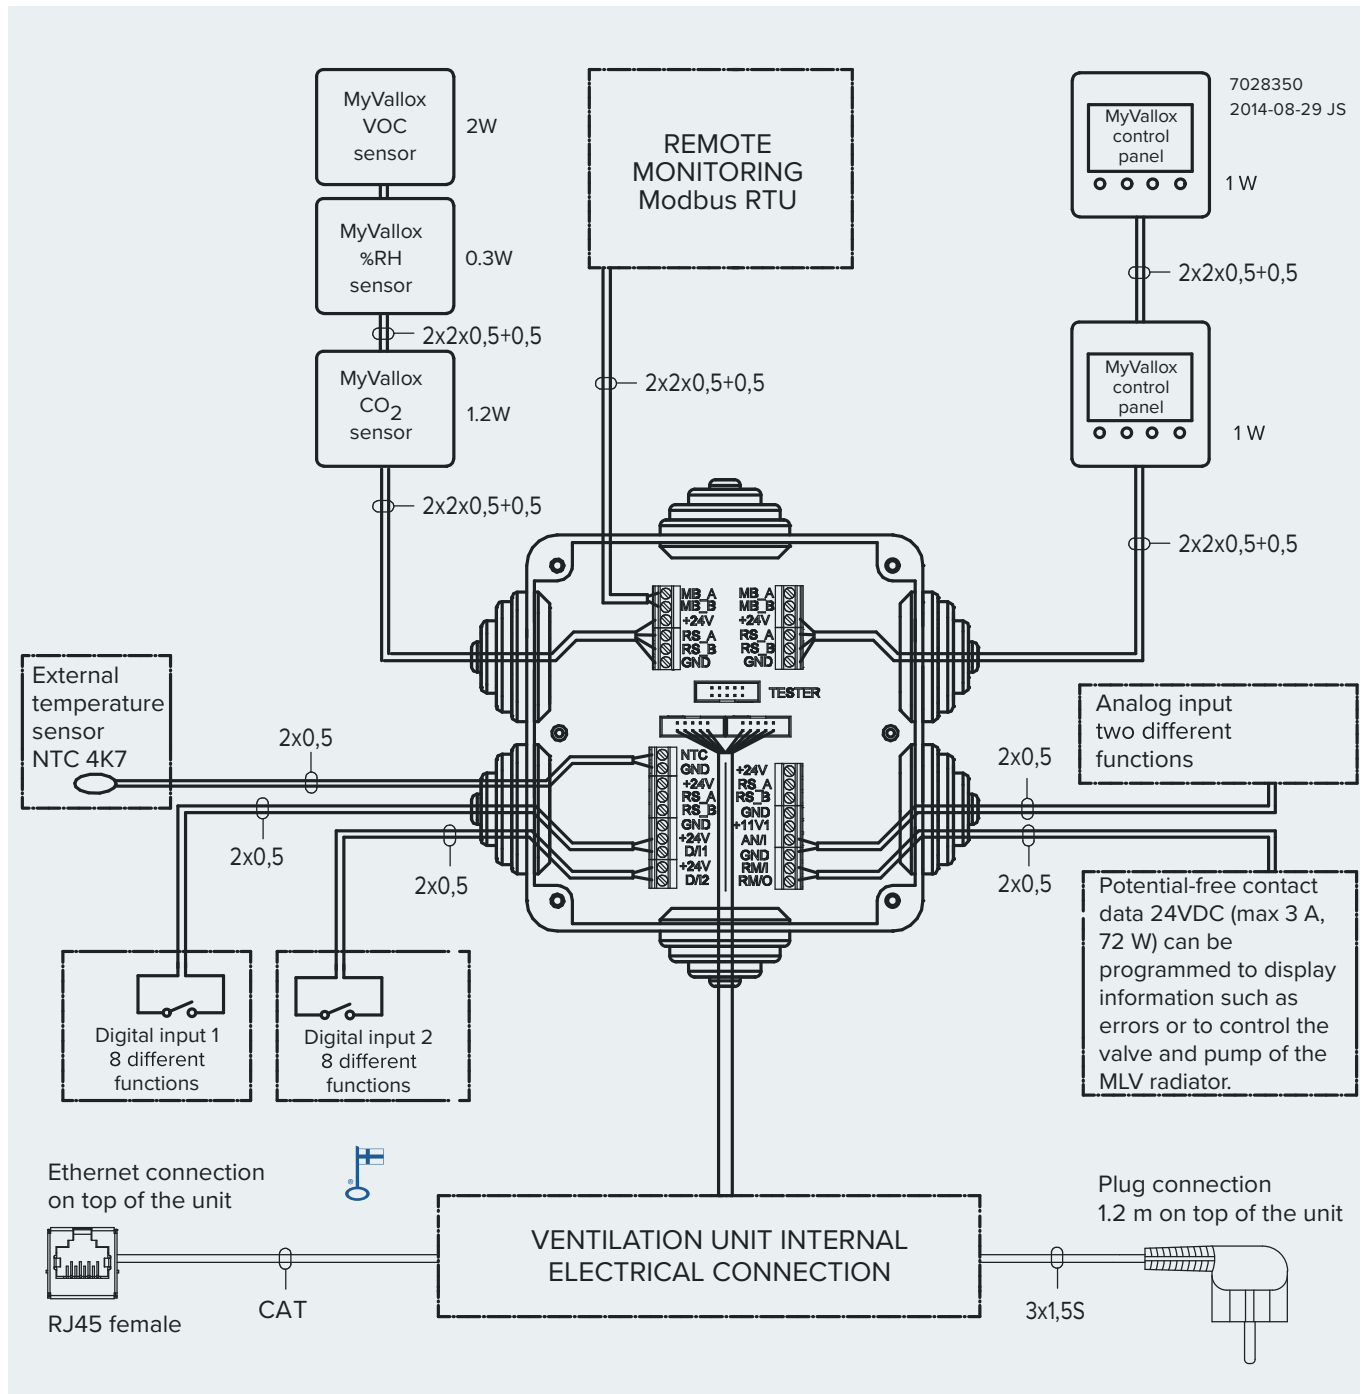 MyVallox
VOC
sensor
2W
MyVallox
%RH
sensor
0.3W
2x2x0,5+0,5
MyVallox
CO2
sensor
1.2W
2x2x0,5+0,5
REMOTE
MONITORING
Modbus RTU
2x2x0,5+0,5
7028350
2014-08-29 JS
MyVallox
control
panel
1 W
2x2x0,5+0,5
MyVallox
control
panel
1 W
2x2x0,5+0,5
MB_A
MB_B
+24V
RS_A
RS_B
GND
MB_A
MB_B
+24V
RS_A
RS_B
GND
TESTER
External
temperature
sensor
NTC 4K7
2x0,5
2x0,5
2x0,5
NTC
GND
+24V
RS_A
RS_B
GND
+24V
D/I1
+24V
D/I2
+24V
RS_A
RS_B
GND
+11V1
AN/I
GND
RM/I
RM/O
2x0,5
2x0,5
Analog input
two different
functions
Potential-free contact
data 24VDC (max 3 A,
72 W) can be
programmed to display
information such as
errors or to control the
valve and pump of the
MLV radiator.
Digital input 1
8 different
functions
Digital input 2
8 different
functions
Ethernet connection
on top of the unit
RJ45 female
CAT
®
VENTILATION UNIT INTERNAL
ELECTRICAL CONNECTION
3x1,5S
Plug connection
1.2 m on top of the unit